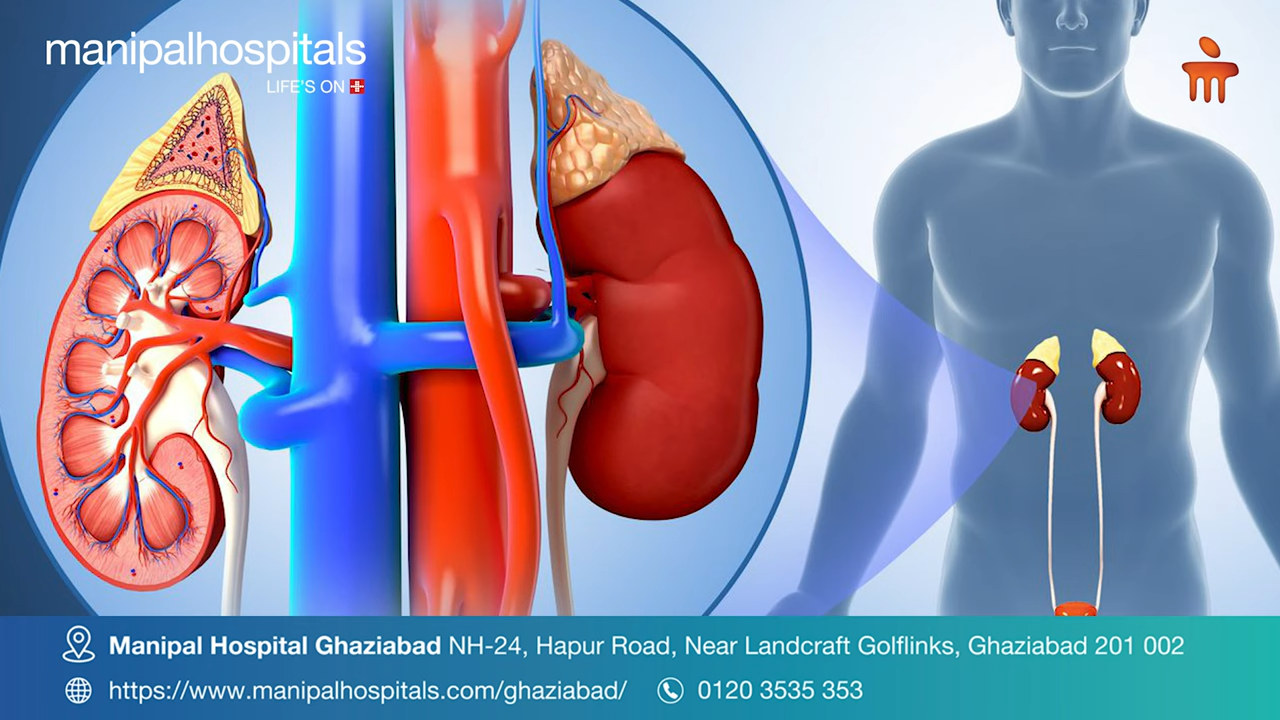 manipalhospitals
LIFE'S ON
Manipal Hospital Ghaziabad NH-24, Hapur Road, Near Landcraft Golflinks, Ghaziabad 201 002
https://www.manipalhospitals.com/ghaziabad/ 0120 3535 353